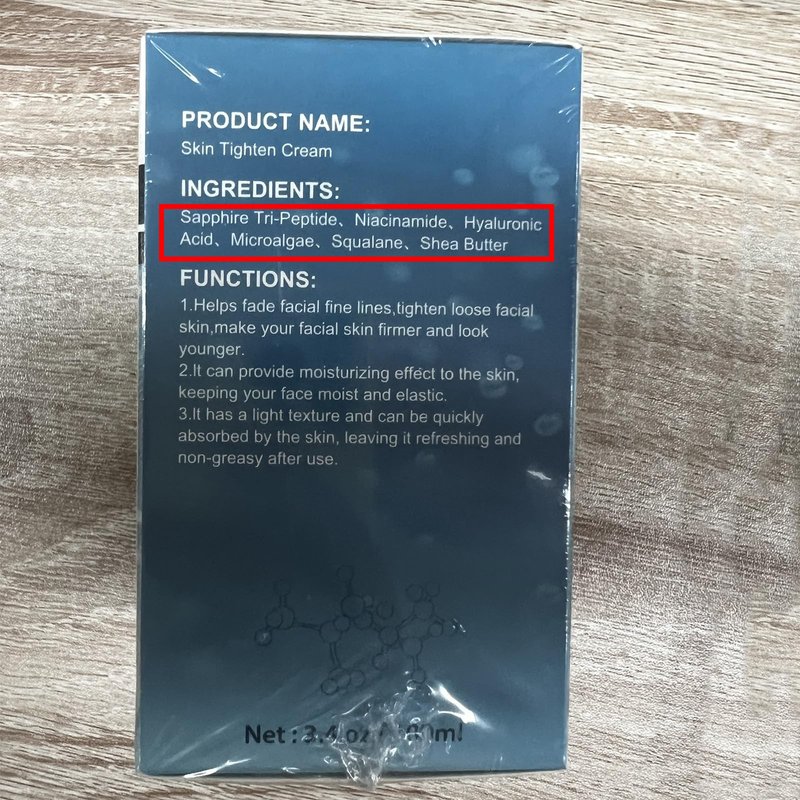 PRODUCT NAME:
Skin Tighten Cream
INGREDIENTS:
Sapphire Tri-Peptide、Niacinamide、Hyaluronic
Acid、Microalgae、Squalane、Shea Butter
FUNCTIONS:
1.Helps fade facial fine lines,tighten loose facial
skin,make your facial skin firmer and look
younger.
2.It can provide moisturizing effect to the skin,
keeping your face moist and elastic.
3.It has a light texture and can be quickly
absorbed by the skin, leaving it refreshing and
non-greasy after use.
Net : 3.4 oz